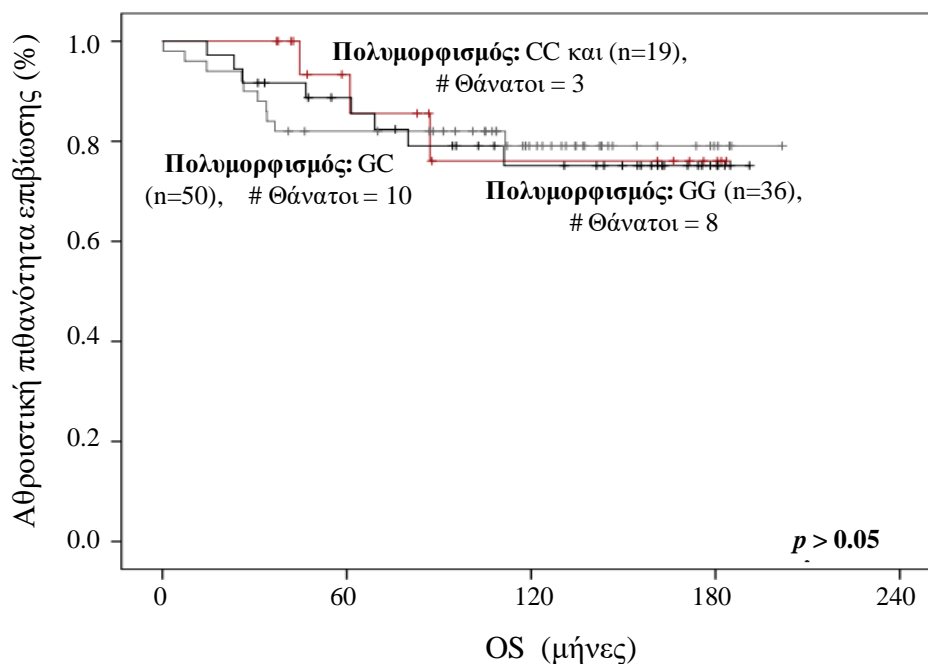 Αθροιστική πιθανότητα επιβίωσης (%)
1.0
0.8
0.6
0.4
0.2
0.0
Πολυμορφισμός: CC και (n=19),
# Θάνατοι = 3
Πολυμορφισμός: GC
(n=50), # Θάνατοι = 10
Πολυμορφισμός: GG (n=36),
# Θάνατοι = 8
p > 0.05
0 60 120 180 240
OS (μήνες)